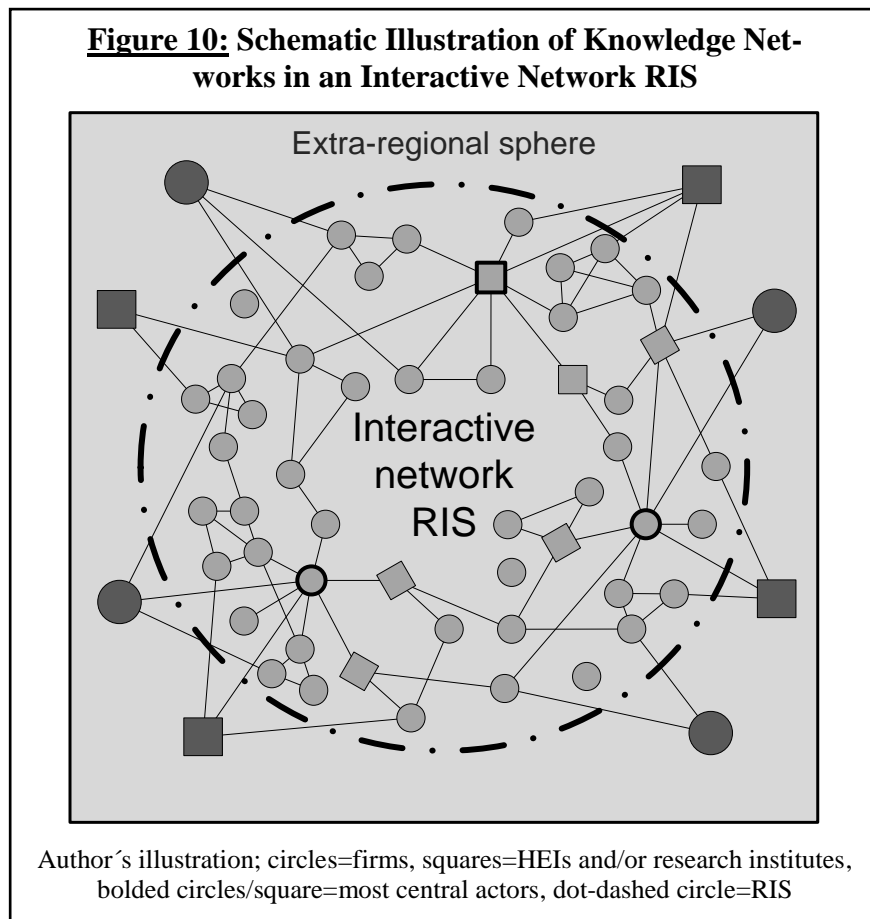 Figure 10: Schematic Illustration of Knowledge Net-
works in an Interactive Network RIS
Extra-regional sphere
Interactive
network
RIS
Author´s illustration; circles=firms, squares=HEIs and/or research institutes,
bolded circles/square=most central actors, dot-dashed circle=RIS